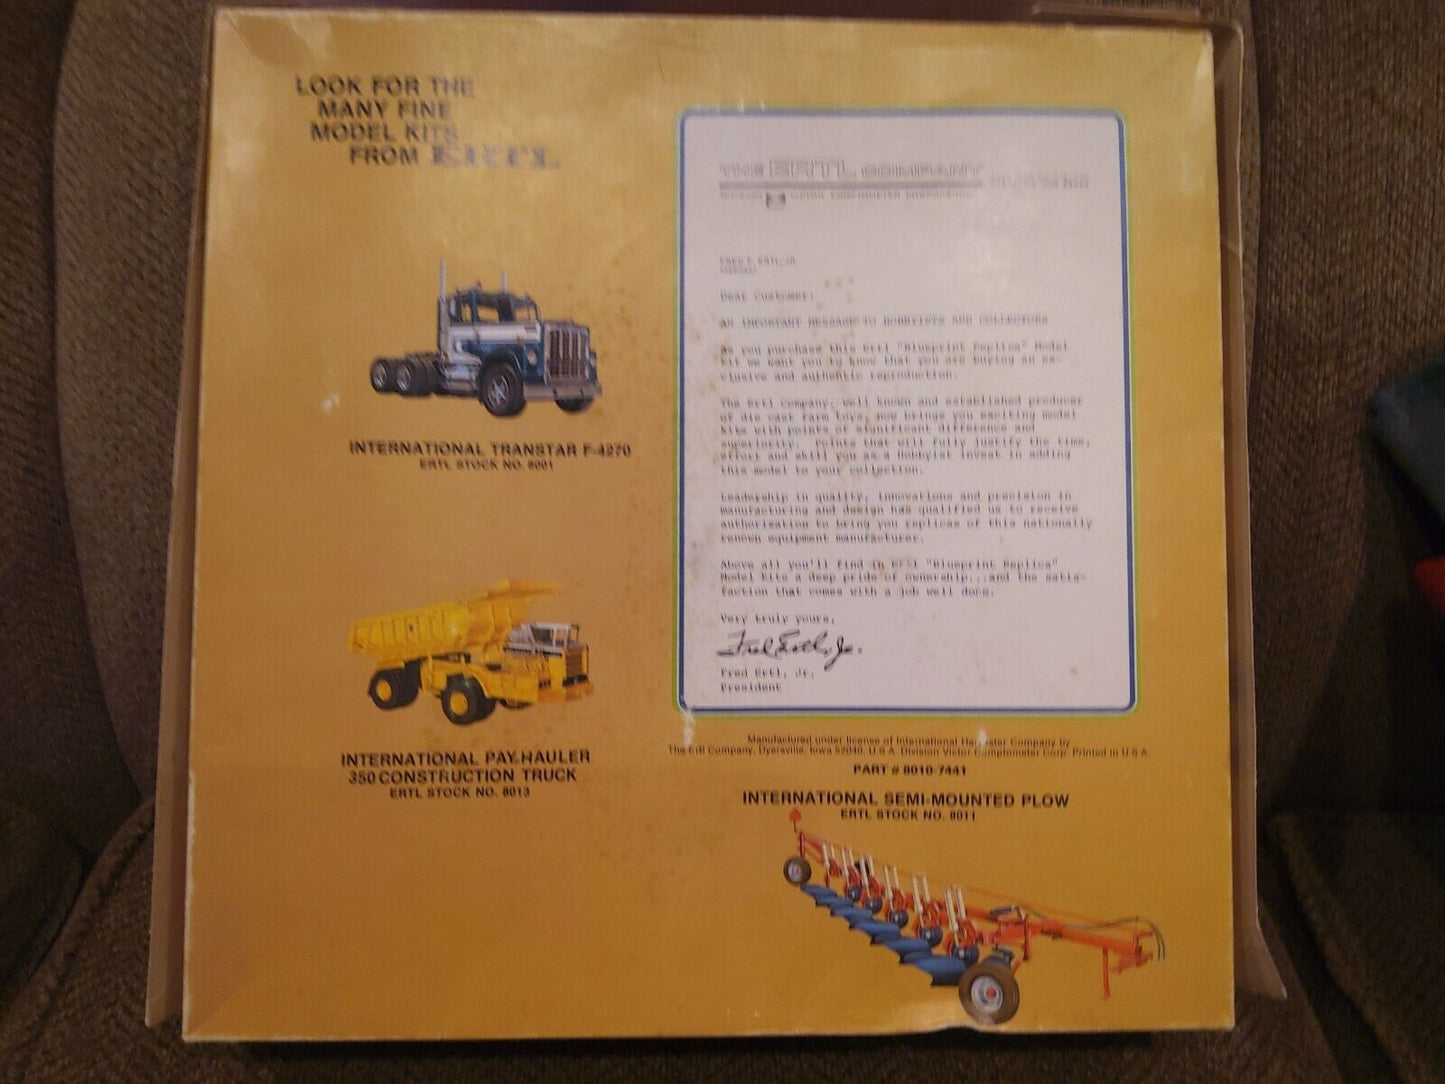 LOOK FOR THE
MANY FINE
MODEL KITS
FROM ERTL
INTERNATIONAL TRANSTAR F-4270
ERTL STOCK NO. 8001
INTERNATIONAL PAY-HAULER
350 CONSTRUCTION TRUCK
ERTL STOCK NO. 8013
THE ERTL COMPANY
Dear Customer:
AN IMPORTANT MESSAGE TO HOBBYISTS AND COLLECTORS
As you purchase this Ertl "Blueprint Replica" Model
Kit we want you to know that you are buying an ex-
clusive and authentic reproduction.
The Ertl Company, well known and established producer
of die cast farm toys, now brings you exciting model
kits with points of significant difference and
superiority. Points that will fully justify the time,
effort and skill you as a Hobbyist invest in adding
this model to your collection.
Leadership in quality, innovations and precision in
manufacturing and design has qualified us to receive
authorization to bring you replicas of this nationally
renown equipment manufacturer.
Above all you'll find in Ertl "Blueprint Replica"
Model Kits a deep pride of ownership...and the satis-
faction that comes with a job well done.
Very truly yours,
Fred Ertl, Jr.
Fred Ertl, Jr.
President
Manufactured under license of International Harvester Company by
The Ertl Company, Dyersville, Iowa 52040, U.S.A. Division Victor Comptometer Corp. Printed in U.S.A.
PART # 8010-7441
INTERNATIONAL SEMI-MOUNTED PLOW
ERTL STOCK NO. 8011